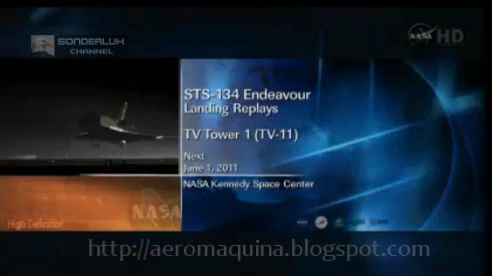 SONDERLUX
CHANNEL
NASA HD
STS-134 Endeavour
Landing Replays
TV Tower 1 (TV-11)
Next
June 1, 2011
NASA Kennedy Space Center
NASA
High Definition
http://aeromaquina.blogspot.com